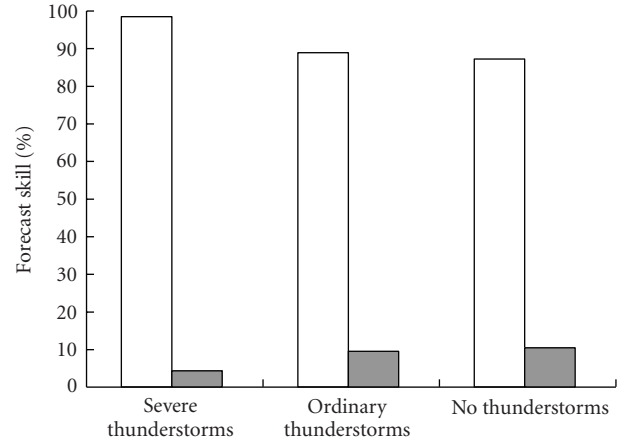 100
90
80
70
60
50
40
30
20
10
0
Forecast skill (%)
Severe
thunderstorms
Ordinary
thunderstorms
No thunderstorms